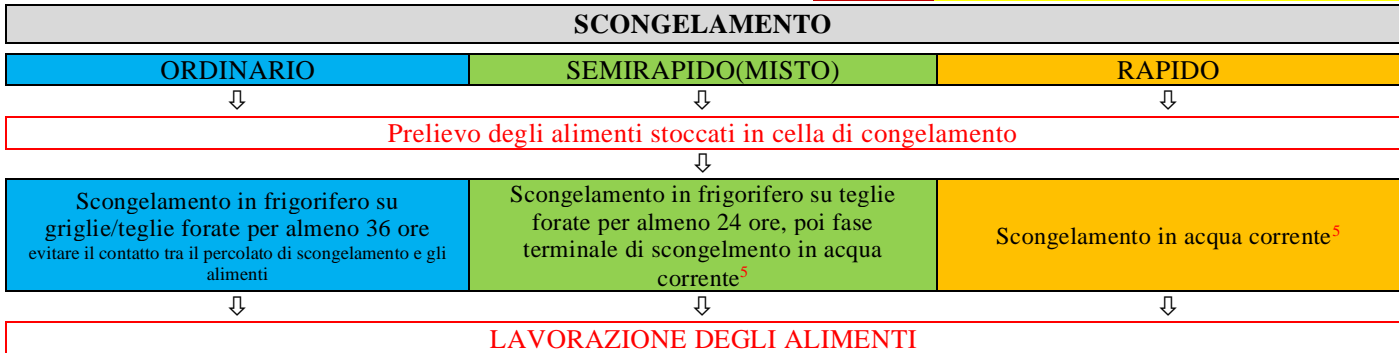 SCONGELAMENTO
ORDINARIO
SEMIRAPIDO(MISTO)
RAPIDO
⇩ ⇩ ⇩
Prelievo degli alimenti stoccati in cella di congelamento
⇩
Scongelamento in frigorifero su
griglie/teglie forate per almeno 36 ore
evitare il contatto tra il percolato di scongelamento e gli
alimenti
Scongelamento in frigorifero su teglie
forate per almeno 24 ore, poi fase
terminale di scongelmento in acqua
corrente⁵
Scongelamento in acqua corrente⁵
⇩ ⇩ ⇩
LAVORAZIONE DEGLI ALIMENTI